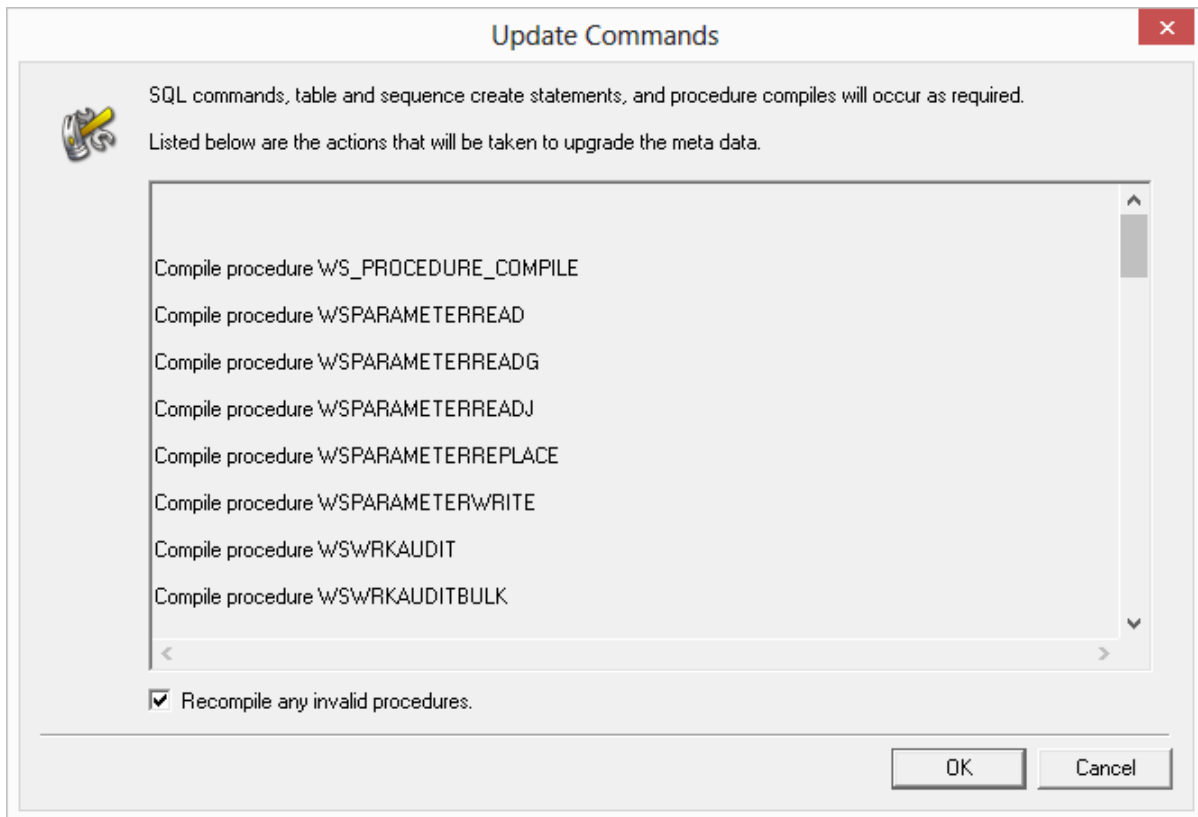 Update Commands
SQL commands, table and sequence create statements, and procedure compiles will occur as required.
Listed below are the actions that will be taken to upgrade the meta data.
Compile procedure WS_PROCEDURE_COMPILE
Compile procedure WSPARAMETERREAD
Compile procedure WSPARAMETERREADG
Compile procedure WSPARAMETERREADJ
Compile procedure WSPARAMETERREPLACE
Compile procedure WSPARAMETERWRITE
Compile procedure WSWRKAUDIT
Compile procedure WSWRKAUDITBULK
Recompile any invalid procedures.
OK Cancel